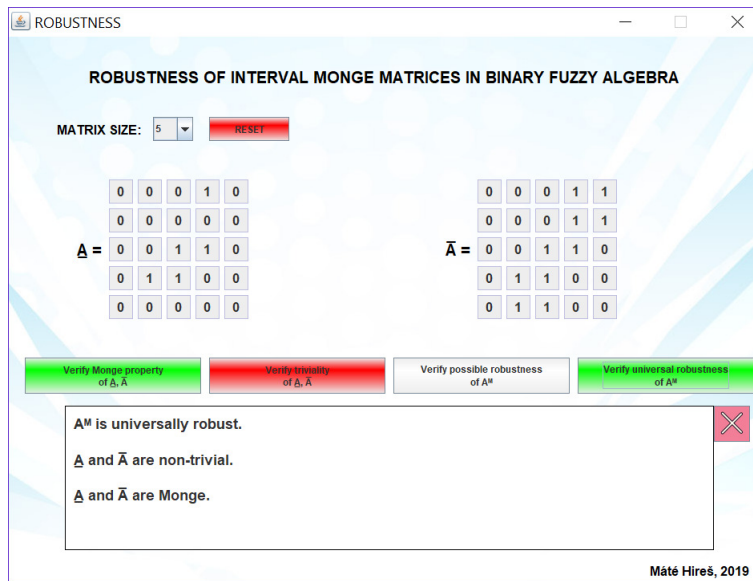 ROBUSTNESS
ROBUSTNESS OF INTERVAL MONGE MATRICES IN BINARY FUZZY ALGEBRA
MATRIX SIZE: 5 RESET
0 0 0 1 0 0 0 0 1 1
0 0 0 0 0 0 0 0 1 1
A̲ = 0 0 1 1 0 A̅ = 0 0 1 1 0
0 1 1 0 0 0 1 1 0 0
0 0 0 0 0 0 1 1 0 0
Verify Monge property
of A̲, A̅
Verify triviality
of A̲, A̅
Verify possible robustness
of Aᴹ
Verify universal robustness
of Aᴹ
Aᴹ is universally robust.
A̲ and A̅ are non-trivial.
A̲ and A̅ are Monge.
Máté Hireš, 2019